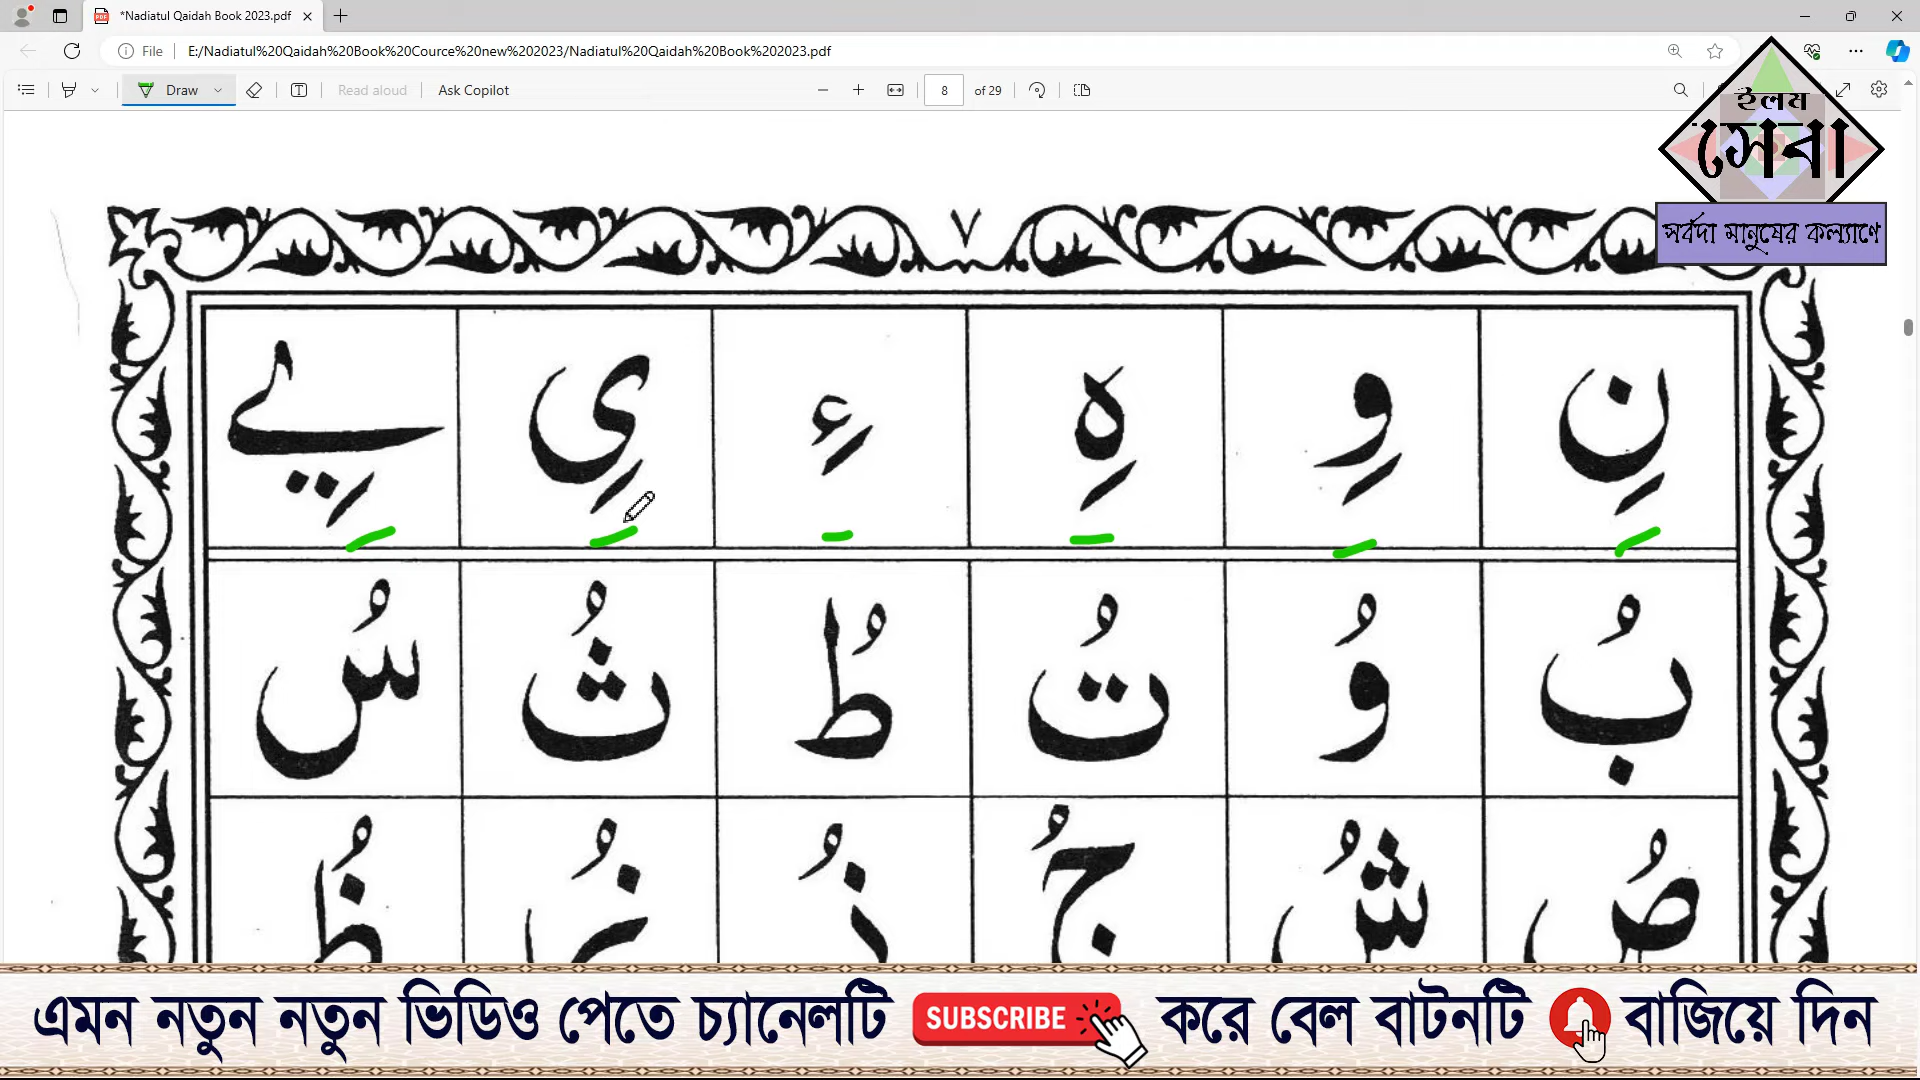 *Nadiatul Qaidah Book 2023.pdf
File
E:/Nadiatul%20Qaidah%20Book%20Cource%20new%202023/Nadiatul%20Qaidah%20Book%202023.pdf
Draw
Read aloud
Ask Copilot
8
of 29
ইলম
সেবা
সর্বদা মানুষের কল্যাণে
٧
نِ وِ هِ ءِ يِ ےِ
بُ وُ تُ طُ ثُ سُ
صُ شُ جُ ذُ زُ ظُ
এমন নতুন নতুন ভিডিও পেতে চ্যানেলটি SUBSCRIBE করে বেল বাটনটি বাজিয়ে দিন